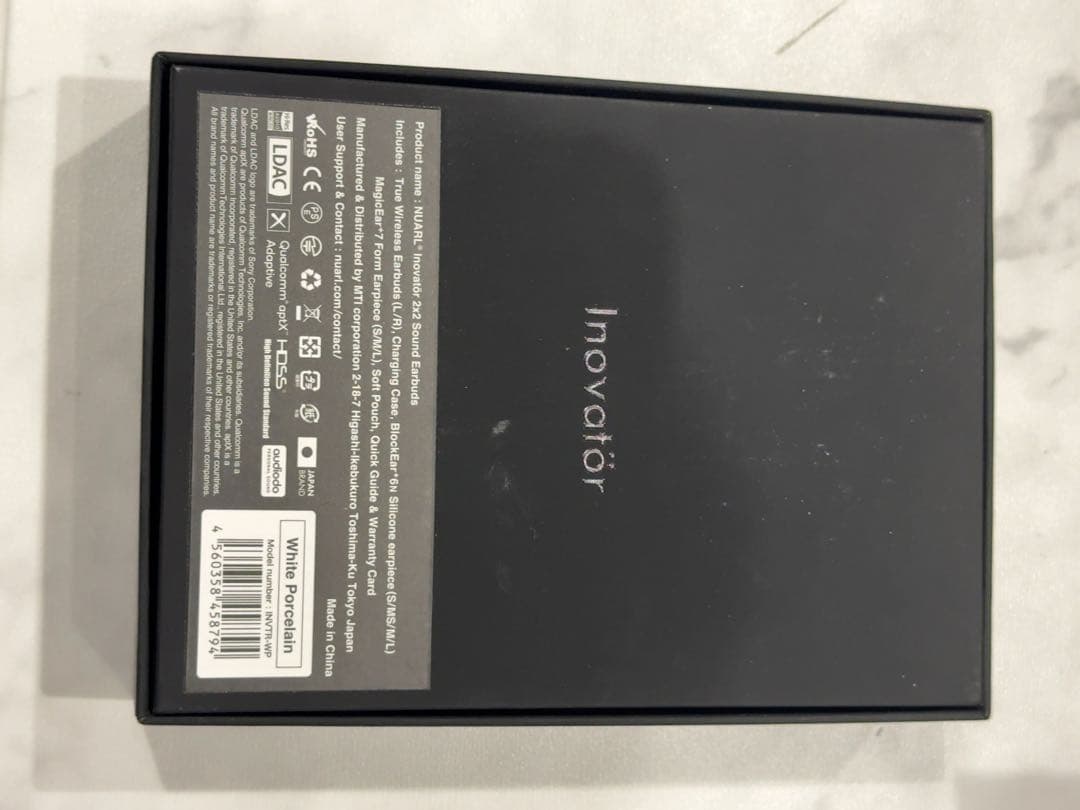 Inovatör
Product name : NUARL® Inovatör 2x2 Sound Earbuds
Includes : True Wireless Earbuds (L/R), Charging Case, BlockEar+6N Silicone earpiece (S/MS/M/L)
MagicEar+7 Form Earpiece (S/M/L), Soft Pouch, Quick Guide & Warranty Card
Manufactured & Distributed by MTI corporation 2-18-7 Higashi-Ikebukuro Toshima-Ku Tokyo Japan
User Support & Contact : nuarl.com/contact/
Made in China
RoHS CE PS E
JAPAN
BRAND
LDAC
Qualcomm® aptX™
Adaptive
HDSS
High Definition Sound Standard
audiodo
PERSONAL SOUND
LDAC and LDAC logo are trademarks of Sony Corporation
Qualcomm aptX are products of Qualcomm Technologies, Inc. and/or its subsidiaries. Qualcomm is a
trademark of Qualcomm Incorporated, registered in the United States and other countries. aptX is a
trademark of Qualcomm Technologies International, Ltd., registered in the United States and other countries.
All brand names and product name are trademarks or registered trademarks of their respective companies.
White Porcelain
Model number : INVTR-WP
4 560358 458794